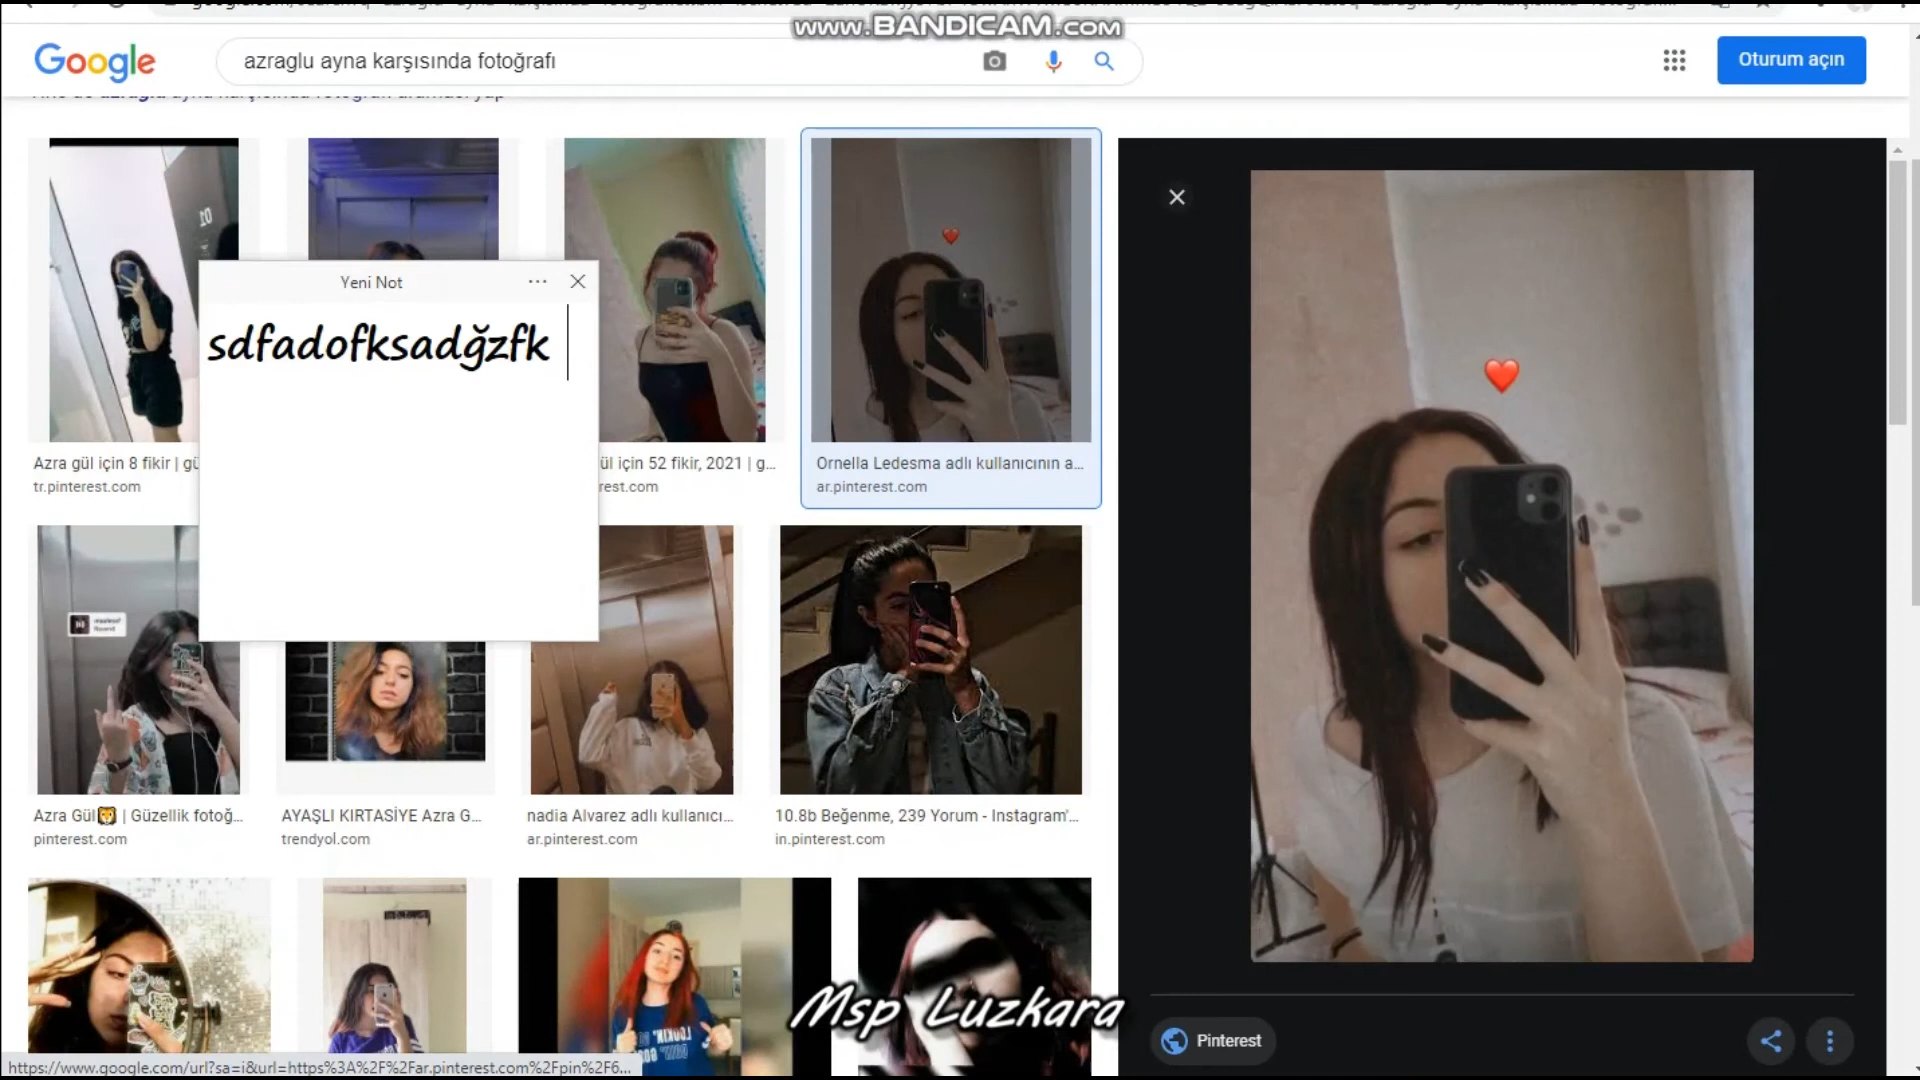 www.BANDICAM.com
Google
azraglu ayna karşısında fotoğrafı
Oturum açın
Yeni Not
sdfadofksadğzfk
Azra gül için 8 fikir | gü
tr.pinterest.com
ül için 52 fikir, 2021 | g...
rest.com
Ornella Ledesma adlı kullanıcının a...
ar.pinterest.com
Azra Gül🐯 | Güzellik fotoğ...
pinterest.com
AYAŞLI KIRTASİYE Azra G...
trendyol.com
nadia Alvarez adlı kullanıcı...
ar.pinterest.com
10.8b Beğenme, 239 Yorum - Instagram'...
in.pinterest.com
Msp Luzkara
Pinterest
https://www.google.com/url?sa=i&url=https%3A%2F%2Far.pinterest.com%2Fpin%2F6...